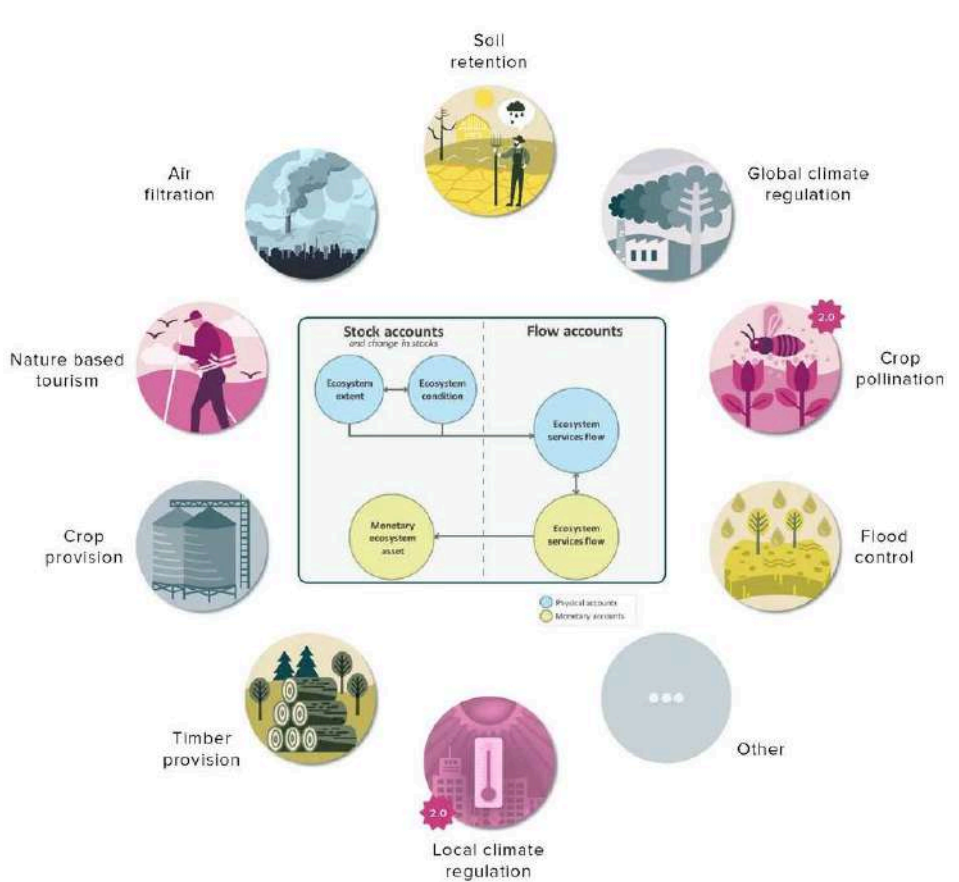 Soil
retention
Air
filtration
Global climate
regulation
Nature based
tourism
2.0
Crop
pollination
Stock accounts
and change in stocks
Flow accounts
Ecosystem
extent
Ecosystem
condition
Ecosystem
services flow
Monetary
ecosystem
asset
Ecosystem
services flow
Physical accounts
Monetary accounts
Crop
provision
Flood
control
Timber
provision
Other
2.0
Local climate
regulation